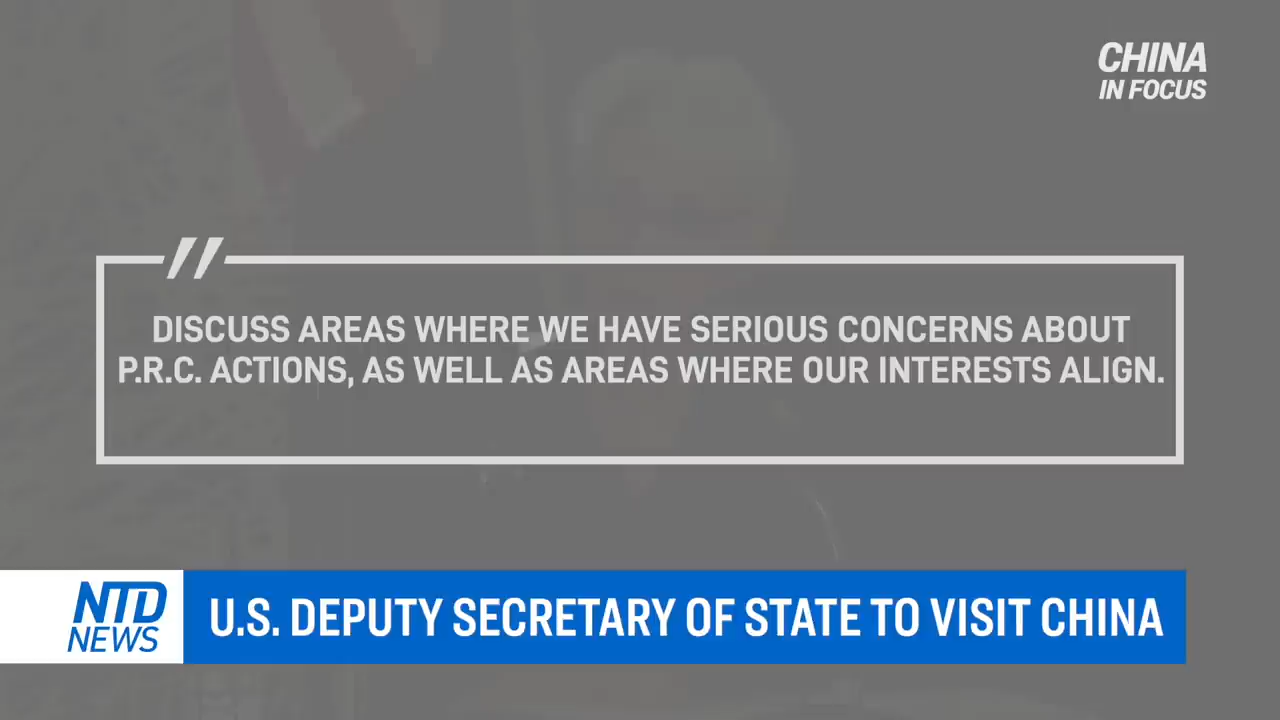 CHINA
IN FOCUS
DISCUSS AREAS WHERE WE HAVE SERIOUS CONCERNS ABOUT
P.R.C. ACTIONS, AS WELL AS AREAS WHERE OUR INTERESTS ALIGN.
NTD
NEWS
U.S. DEPUTY SECRETARY OF STATE TO VISIT CHINA